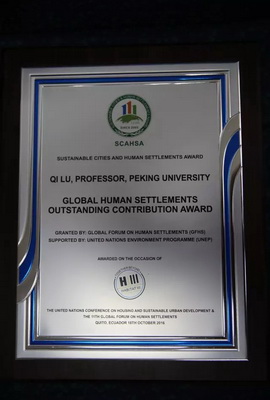 SCAHSA
SUSTAINABLE CITIES AND HUMAN SETTLEMENTS AWARD
QI LU, PROFESSOR, PEKING UNIVERSITY
GLOBAL HUMAN SETTLEMENTS
OUTSTANDING CONTRIBUTION AWARD
GRANTED BY: GLOBAL FORUM ON HUMAN SETTLEMENTS (GFHS)
SUPPORTED BY: UNITED NATIONS ENVIRONMENT PROGRAMME (UNEP)
AWARDED ON THE OCCASION OF
H III
THE UNITED NATIONS CONFERENCE ON HOUSING AND SUSTAINABLE URBAN DEVELOPMENT &
THE 11TH GLOBAL FORUM ON HUMAN SETTLEMENTS
QUITO, ECUADOR 16TH OCTOBER 2016